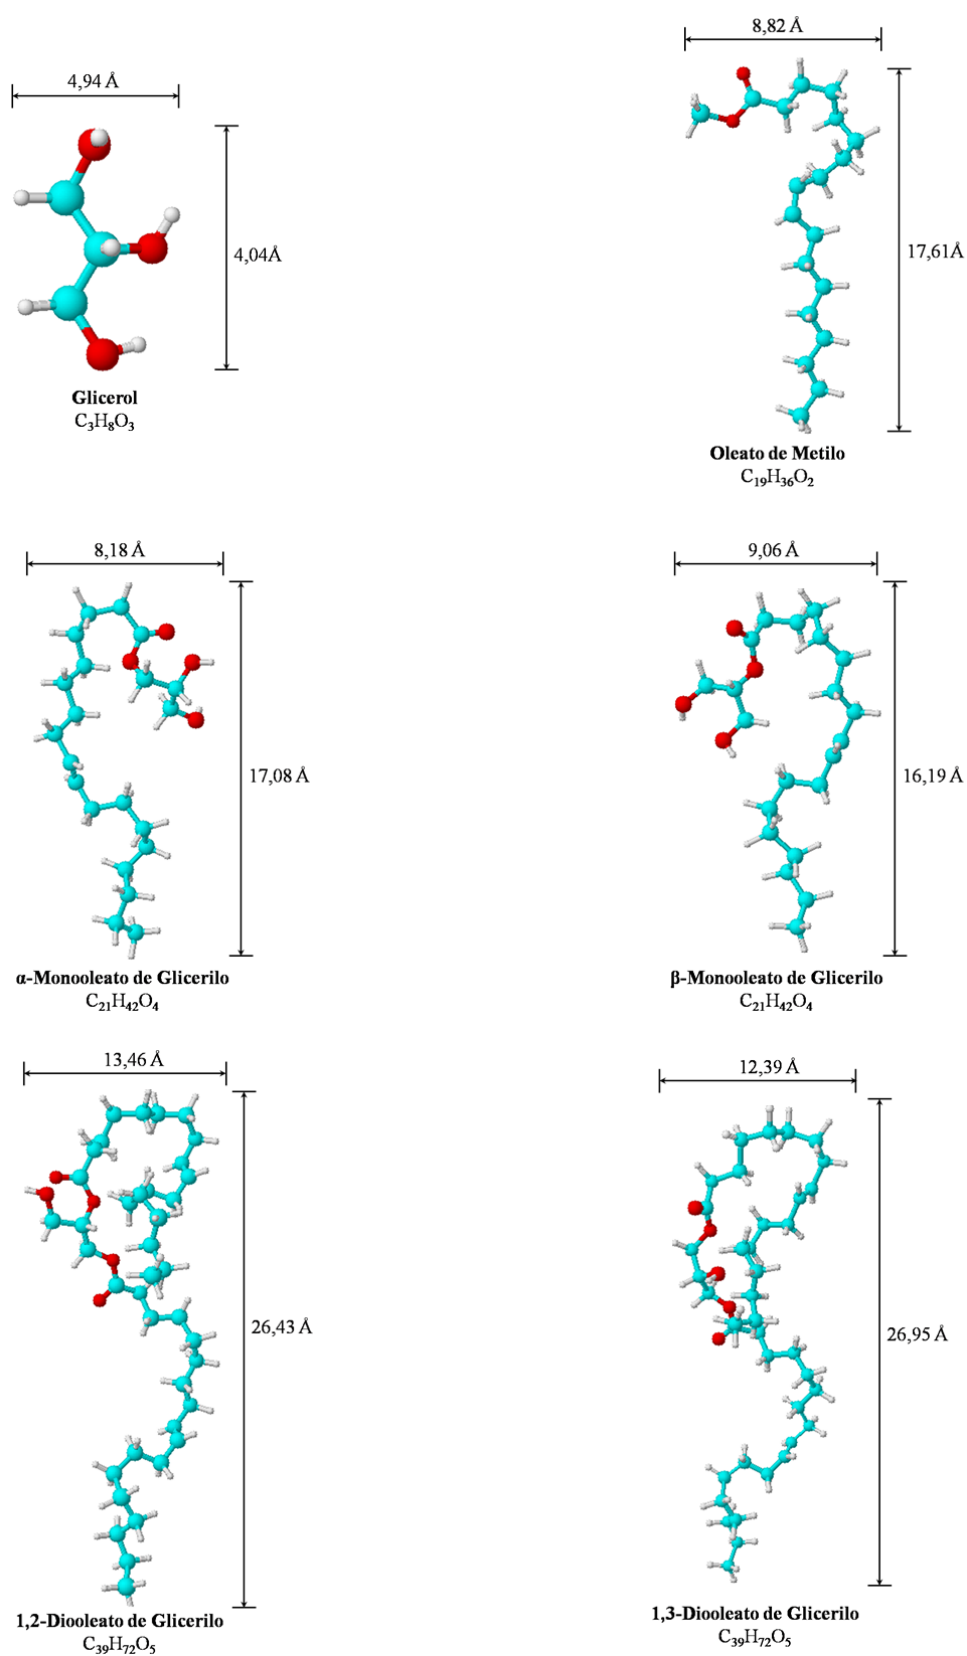 4,94 Å
4,04Å
Glicerol
C₃H₈O₃
8,82 Å
17,61Å
Oleato de Metilo
C₁₉H₃₆O₂
8,18 Å
17,08 Å
α-Monooleato de Glicerilo
C₂₁H₄₂O₄
9,06 Å
16,19 Å
β-Monooleato de Glicerilo
C₂₁H₄₂O₄
13,46 Å
26,43 Å
1,2-Diooleato de Glicerilo
C₃₉H₇₂O₅
12,39 Å
26,95 Å
1,3-Diooleato de Glicerilo
C₃₉H₇₂O₅